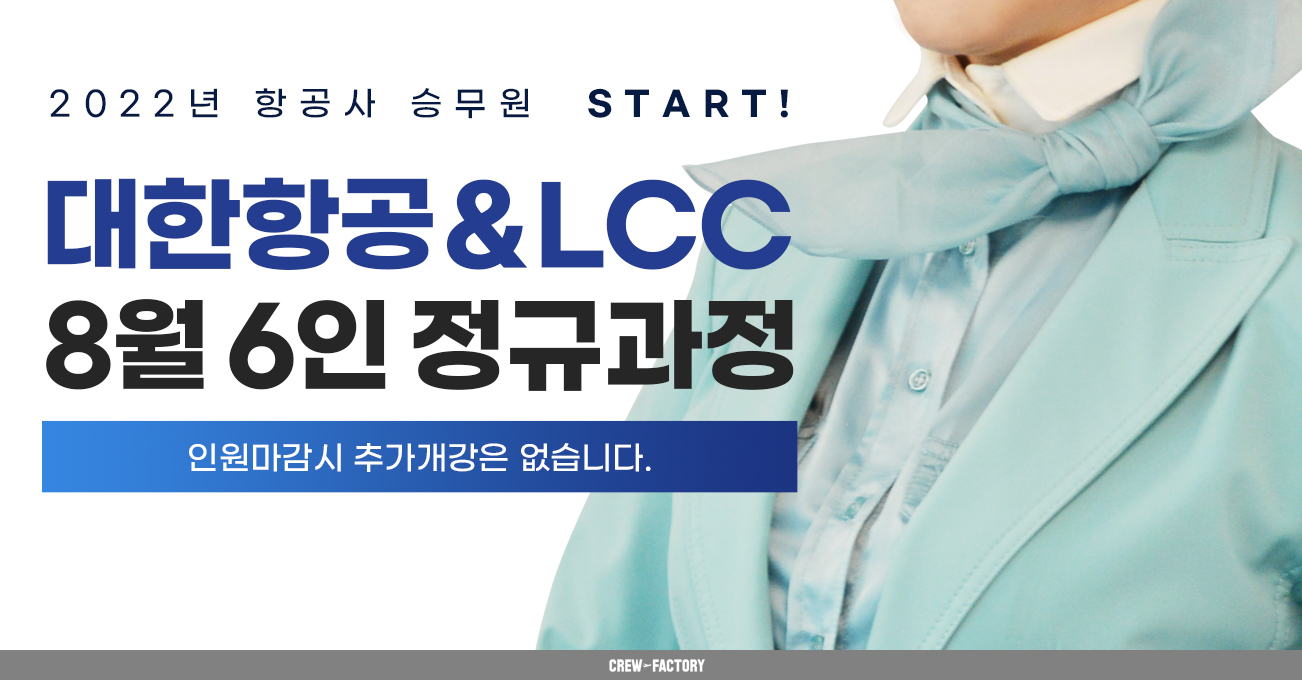 2022년 항공사 승무원 START!
대한항공&LCC
8월 6인 정규과정
인원마감시 추가개강은 없습니다.
CREW FACTORY